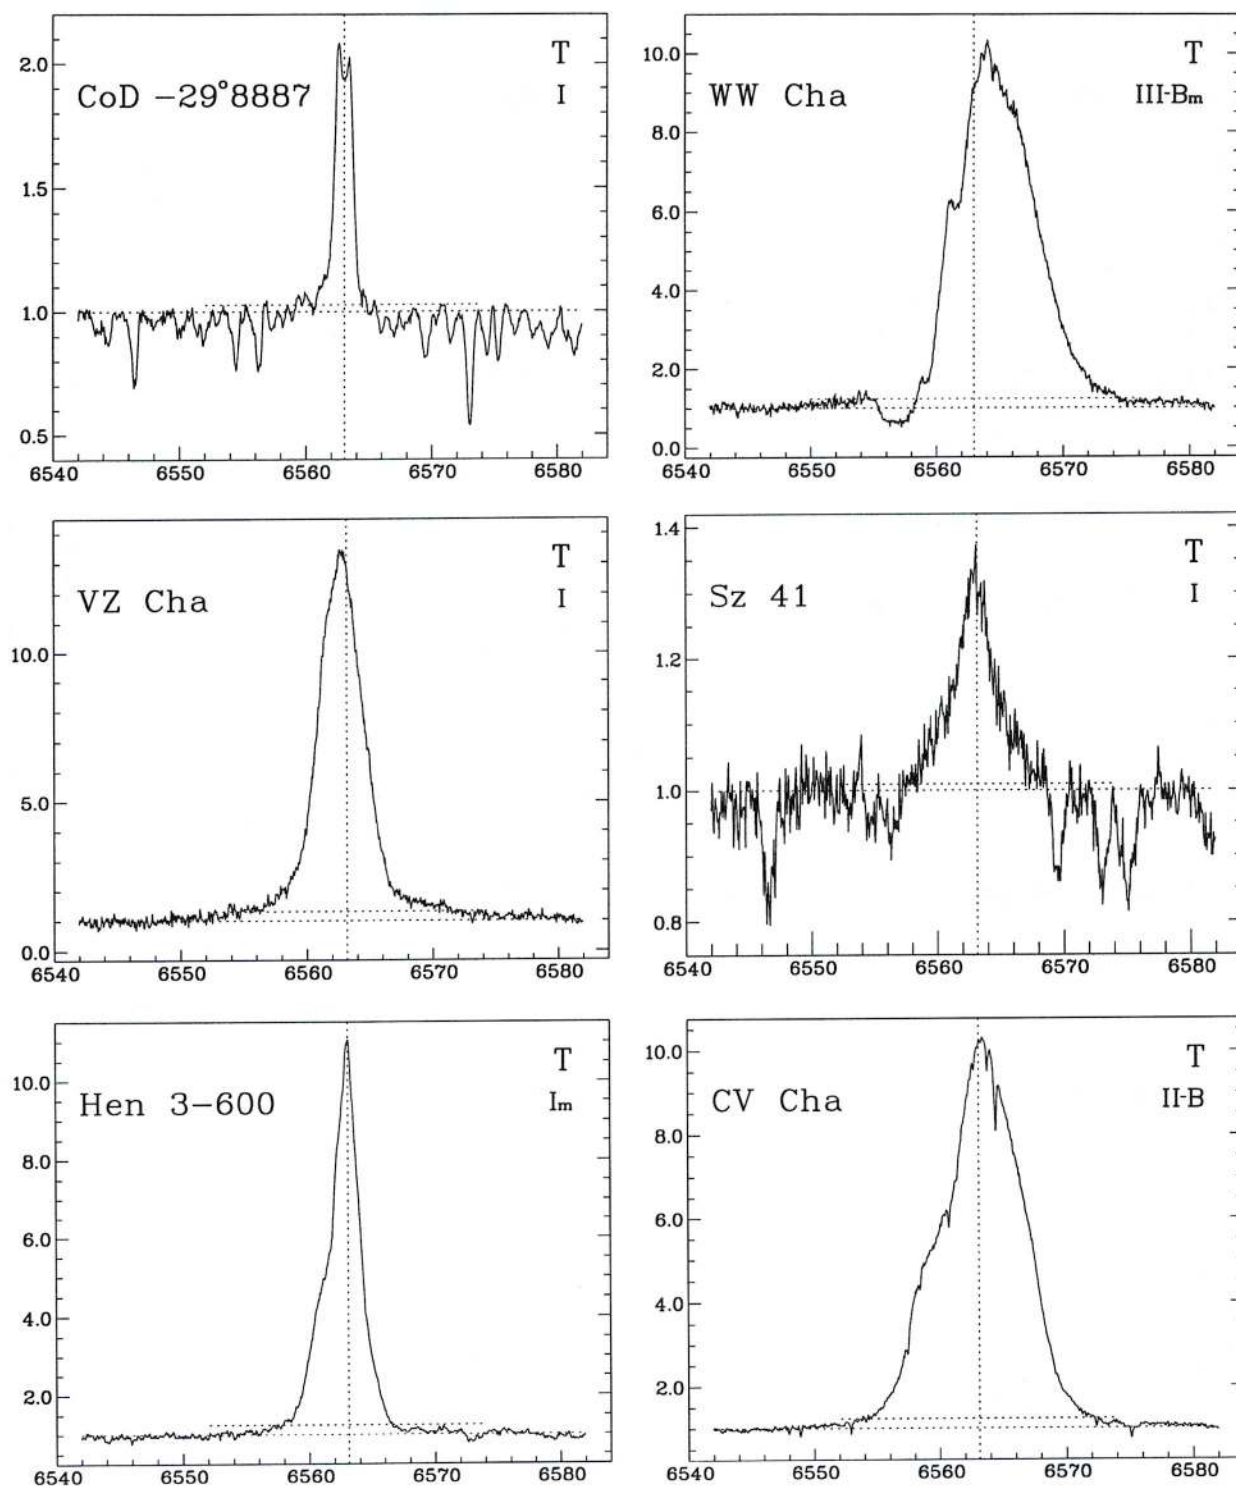 T
I
CoD −29°8887
2.0
1.5
1.0
0.5
6540 6550 6560 6570 6580
T
III-Bm
WW Cha
10.0
8.0
6.0
4.0
2.0
0.0
6540 6550 6560 6570 6580
T
I
VZ Cha
10.0
5.0
0.0
6540 6550 6560 6570 6580
T
I
Sz 41
1.4
1.2
1.0
0.8
6540 6550 6560 6570 6580
T
Im
Hen 3−600
10.0
8.0
6.0
4.0
2.0
6540 6550 6560 6570 6580
T
II-B
CV Cha
10.0
8.0
6.0
4.0
2.0
6540 6550 6560 6570 6580